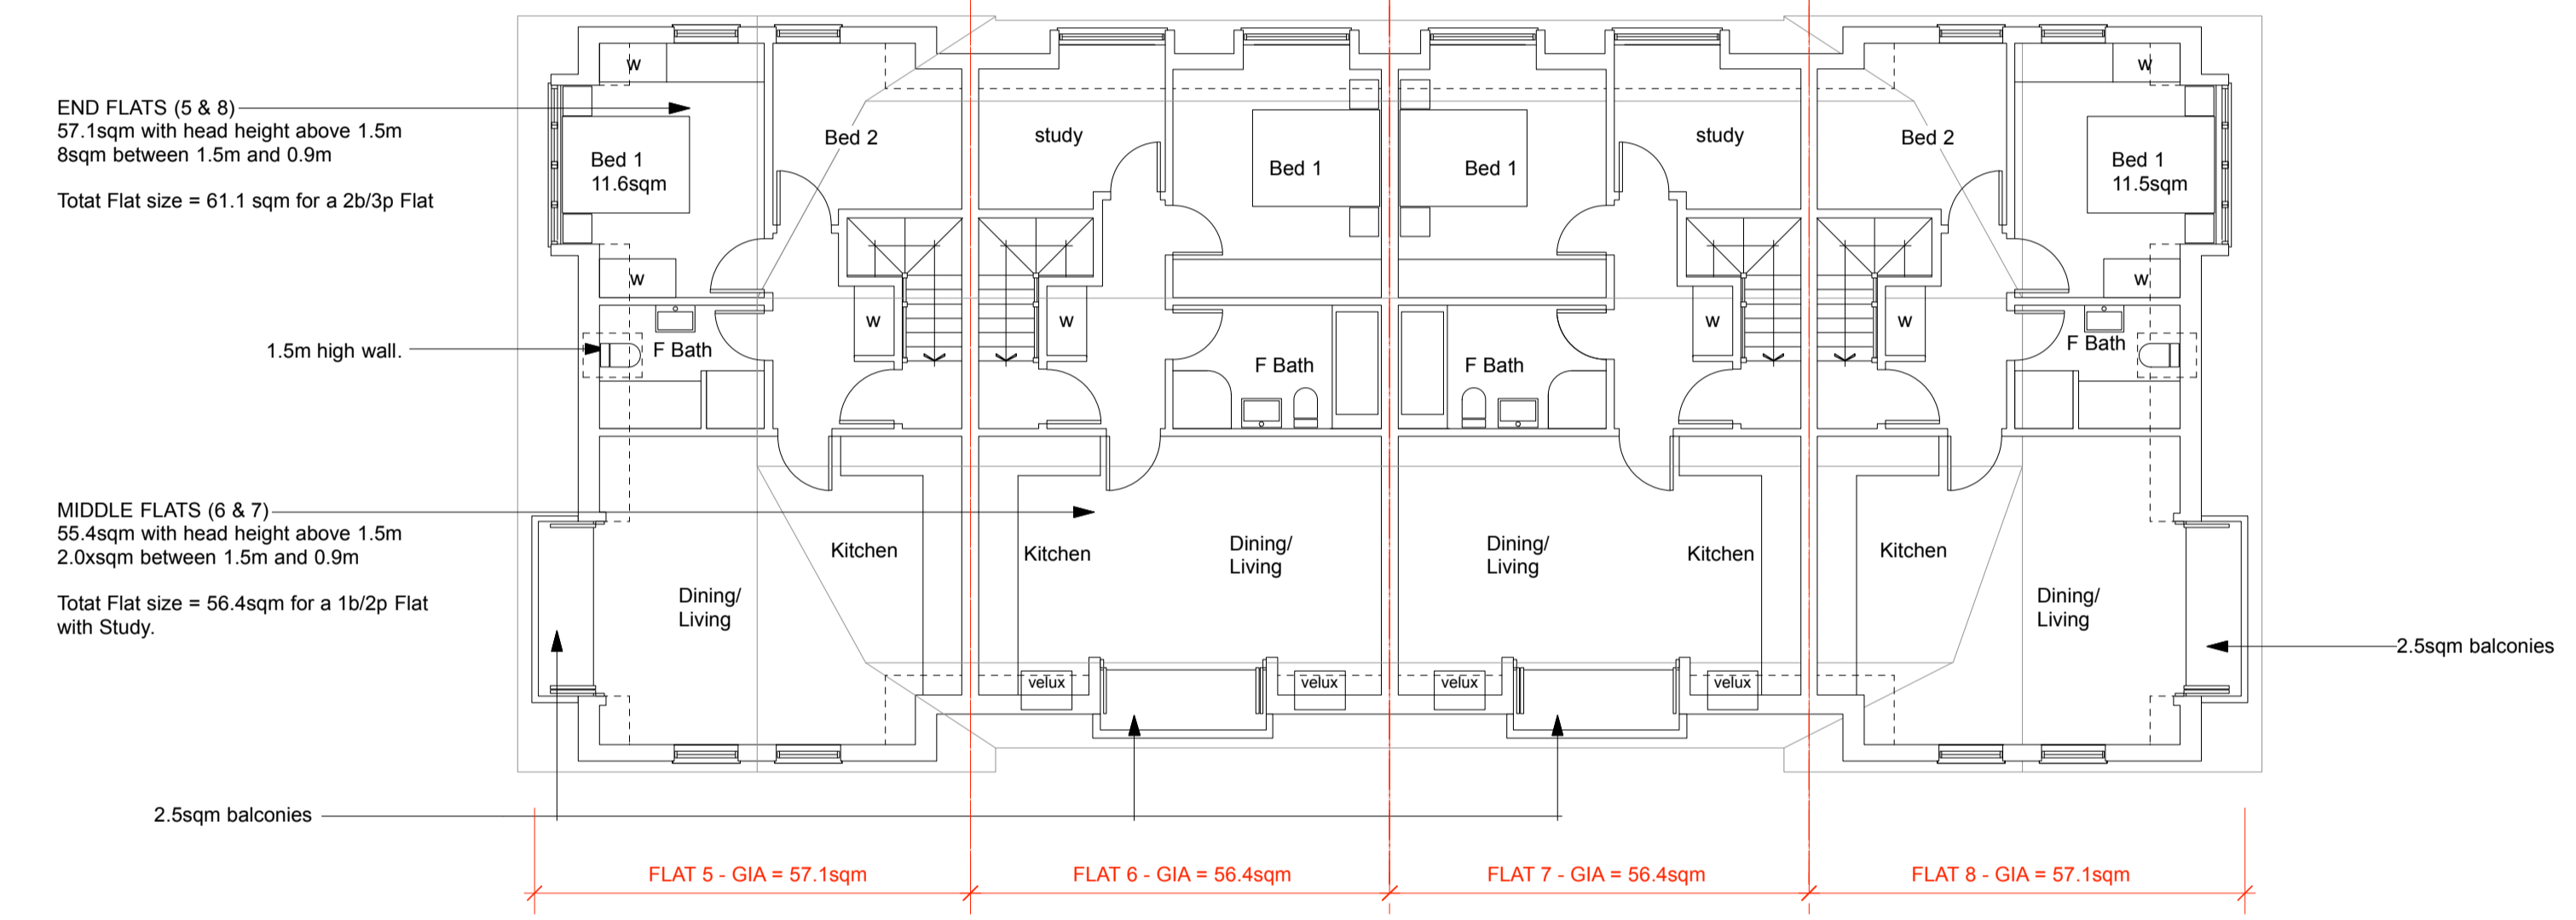 END FLATS (5 & 8)
57.1sqm with head height above 1.5m
8sqm between 1.5m and 0.9m
Totat Flat size = 61.1 sqm for a 2b/3p Flat
1.5m high wall.
MIDDLE FLATS (6 & 7)
55.4sqm with head height above 1.5m
2.0xsqm between 1.5m and 0.9m
Totat Flat size = 56.4sqm for a 1b/2p Flat
with Study.
2.5sqm balconies
W
Bed 1
11.6sqm
W
Bed 2
F Bath
W
Kitchen
Dining/
Living
study
Bed 1
W
F Bath
Kitchen
Dining/
Living
velux
velux
Bed 1
study
F Bath
W
Dining/
Living
Kitchen
velux
velux
Bed 2
W
Bed 1
11.5sqm
W
W
F Bath
Kitchen
Dining/
Living
2.5sqm balconies
FLAT 5 - GIA = 57.1sqm
FLAT 6 - GIA = 56.4sqm
FLAT 7 - GIA = 56.4sqm
FLAT 8 - GIA = 57.1sqm